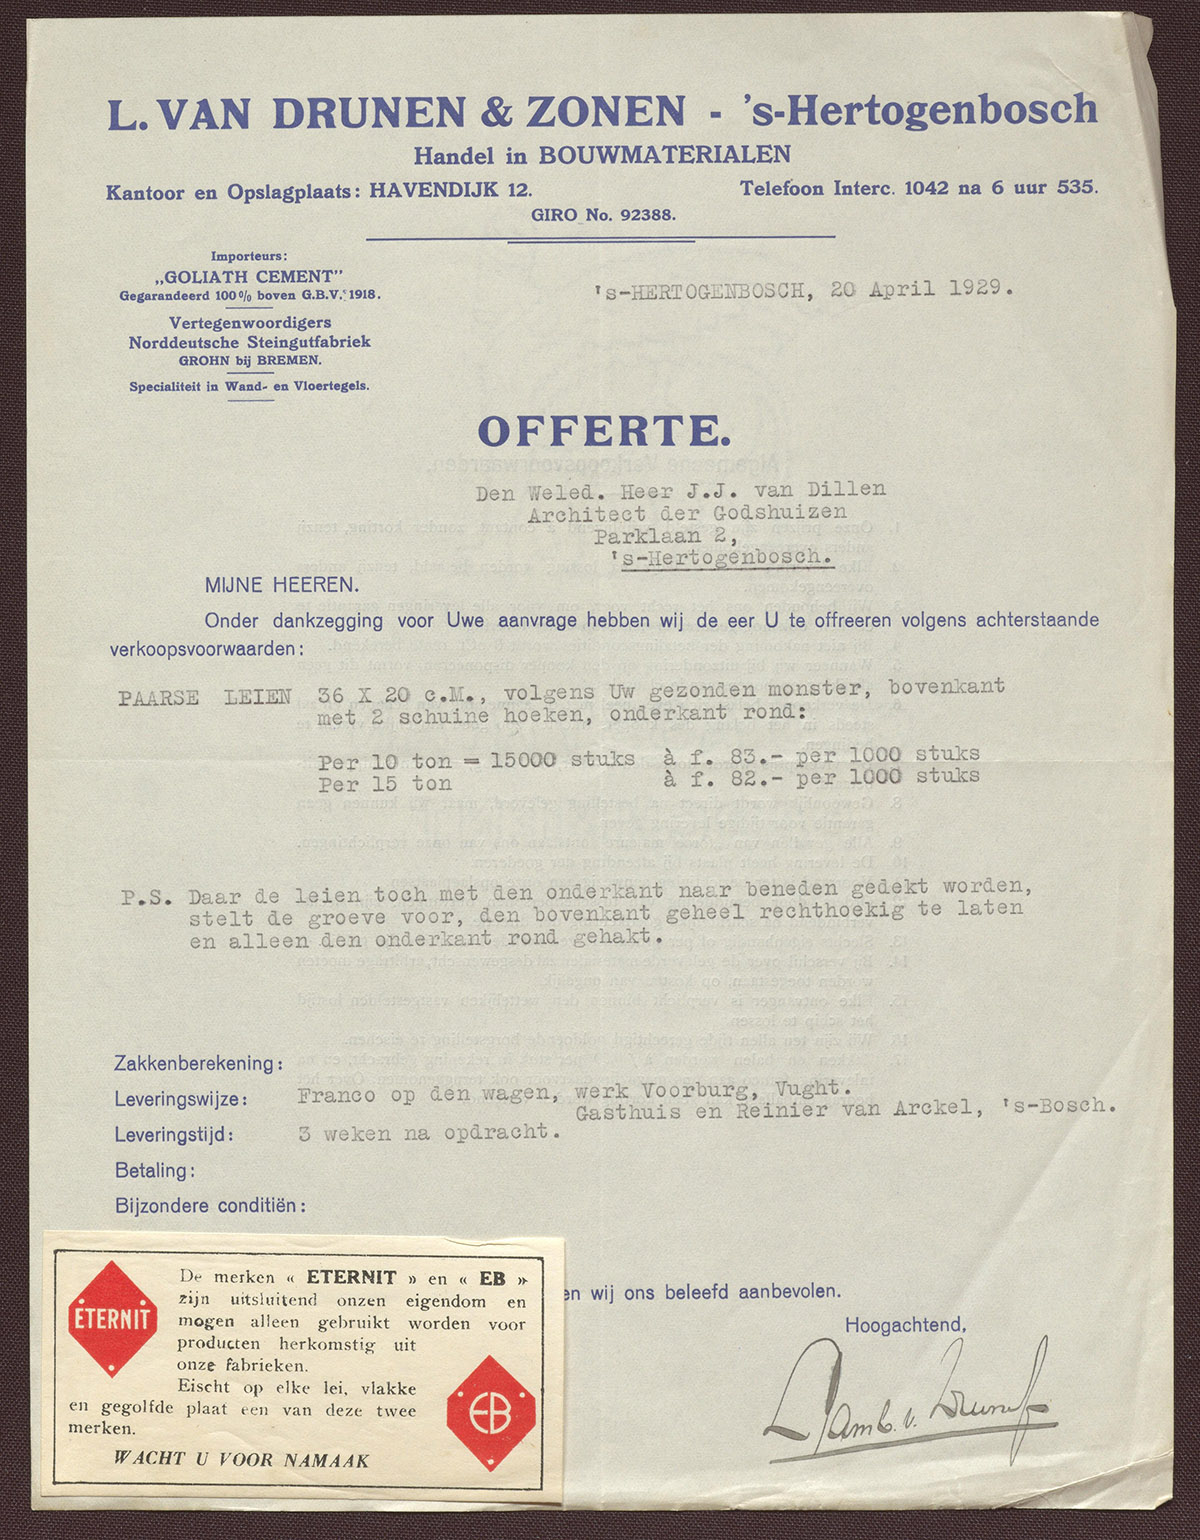 L. VAN DRUNEN & ZONEN - 's-Hertogenbosch
Handel in BOUWMATERIALEN
Kantoor en Opslagplaats: HAVENDIJK 12. Telefoon Interc. 1042 na 6 uur 535.
GIRO No. 92388.
Importeurs:
„GOLIATH CEMENT”
Gegarandeerd 100% boven G.B.V. 1918.
Vertegenwoordigers
Norddeutsche Steingutfabriek
GROHN bij BREMEN.
Specialiteit in Wand- en Vloertegels.
's-HERTOGENBOSCH, 20 April 1929.
OFFERTE.
Den Weled. Heer J.J. van Dillen
Architect der Godshuizen
Parklaan 2,
's-Hertogenbosch.
MIJNE HEEREN.
Onder dankzegging voor Uwe aanvrage hebben wij de eer U te offreeren volgens achterstaande
verkoopsvoorwaarden:
PAARSE LEIEN 36 X 20 c.M., volgens Uw gezonden monster, bovenkant
met 2 schuine hoeken, onderkant rond:
Per 10 ton = 15000 stuks à f. 83.- per 1000 stuks
Per 15 ton à f. 82.- per 1000 stuks
P.S. Daar de leien toch met den onderkant naar beneden gedekt worden,
stelt de groeve voor, den bovenkant geheel rechthoekig te laten
en alleen den onderkant rond gehakt.
Zakkenberekening:
Leveringswijze: Franco op den wagen, werk Voorburg, Vught.
Gasthuis en Reinier van Arckel, 's-Bosch.
Leveringstijd: 3 weken na opdracht.
Betaling:
Bijzondere conditiën:
en wij ons beleefd aanbevolen.
Hoogachtend,
ETERNIT
De merken « ETERNIT » en « EB »
zijn uitsluitend onzen eigendom en
mogen alleen gebruikt worden voor
producten herkomstig uit
onze fabrieken.
Eischt op elke lei, vlakke
en gegolfde plaat een van deze twee
merken.
WACHT U VOOR NAMAAK
EB